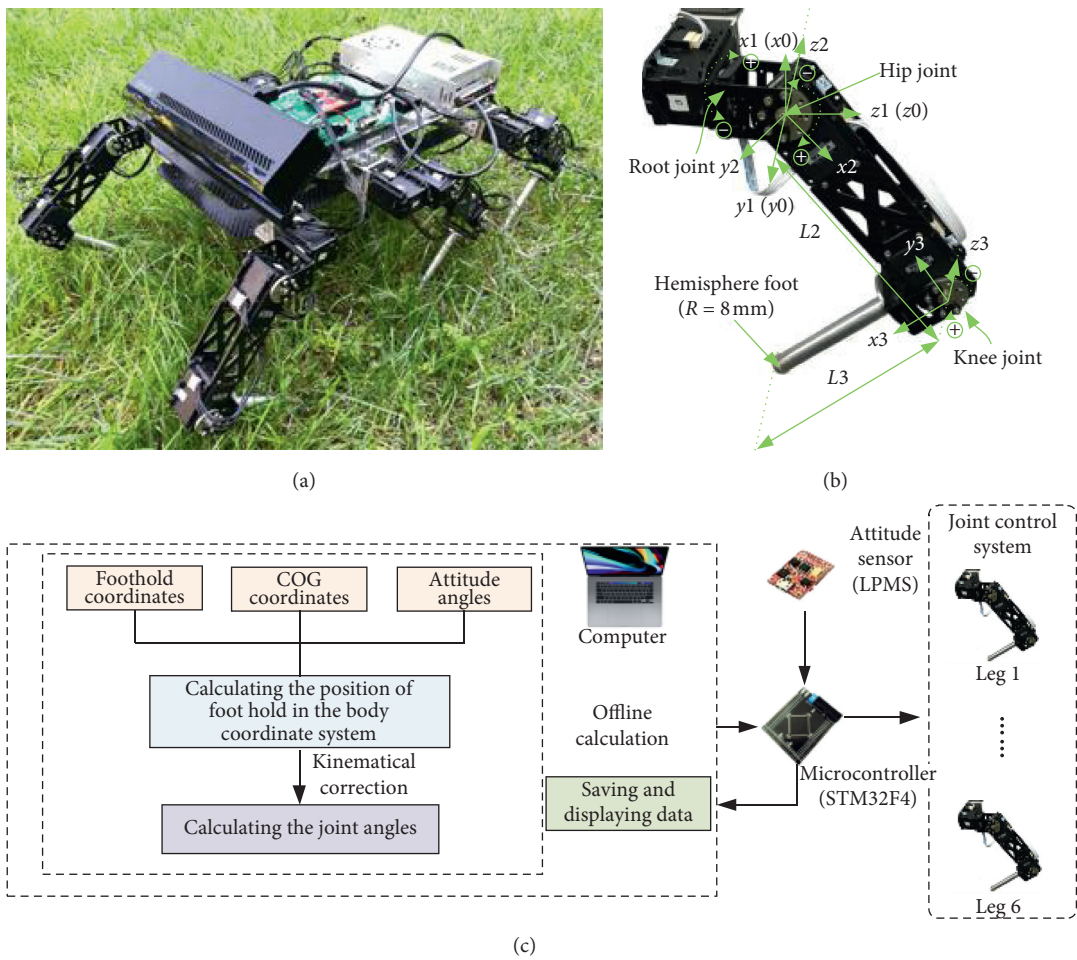 x1 (x0)
z2
Hip joint
z1 (z0)
Root joint
y2
x2
y1 (y0)
L2
y3
z3
Hemisphere foot
(R = 8 mm)
x3
Knee joint
L3
(a)
(b)
Foothold
coordinates
COG
coordinates
Attitude
angles
Calculating the position of
foot hold in the body
coordinate system
Kinematical
correction
Calculating the joint angles
Computer
Offline
calculation
Saving and
displaying data
Attitude
sensor
(LPMS)
Microcontroller
(STM32F4)
Joint control
system
Leg 1
Leg 6
(c)